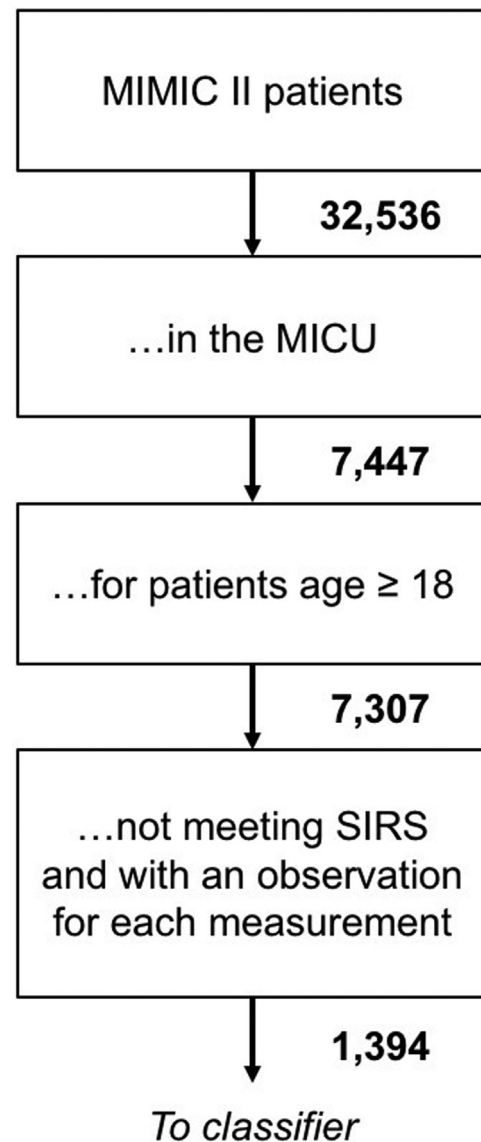 MIMIC II patients
32,536
…in the MICU
7,447
…for patients age ≥ 18
7,307
…not meeting SIRS
and with an observation
for each measurement
1,394
To classifier